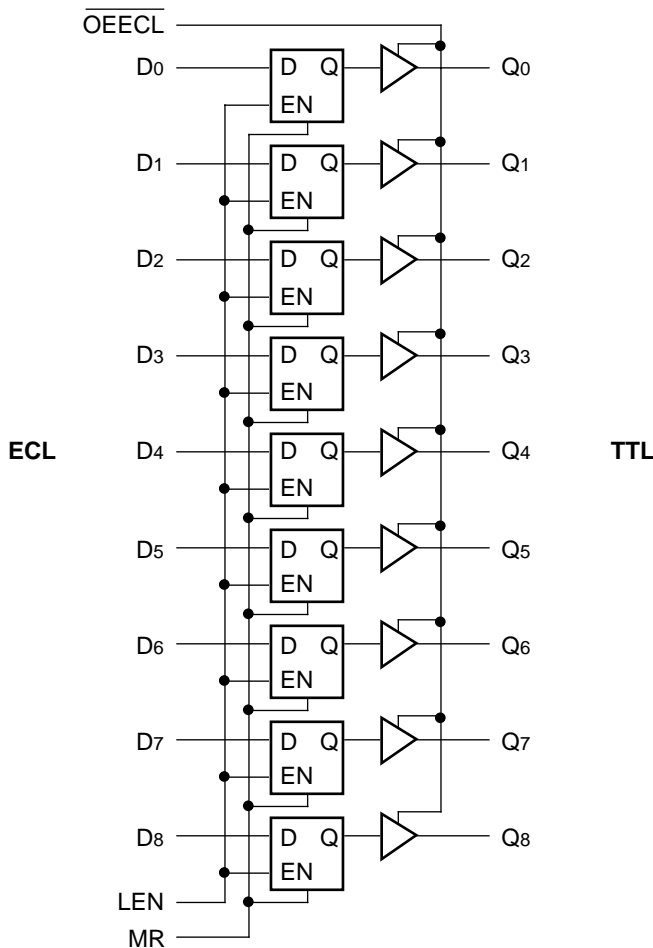 OEECL
D0 D Q Q0
EN
D1 D Q Q1
EN
D2 D Q Q2
EN
D3 D Q Q3
EN
ECL D4 D Q Q4 TTL
EN
D5 D Q Q5
EN
D6 D Q Q6
EN
D7 D Q Q7
EN
D8 D Q Q8
EN
LEN
MR